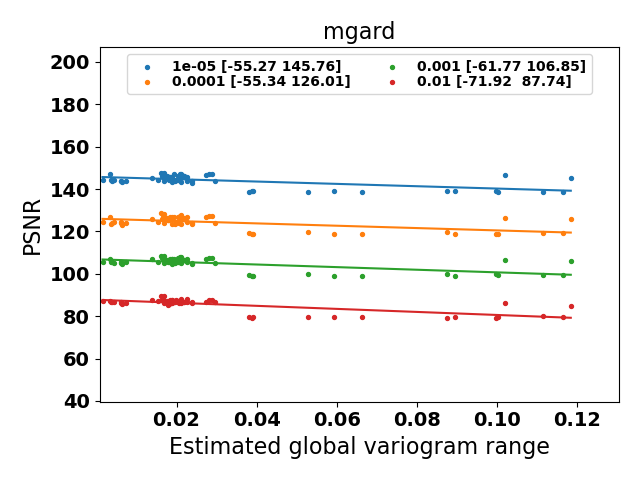 mgard
1e-05 [-55.27 145.76]
0.0001 [-55.34 126.01]
0.001 [-61.77 106.85]
0.01 [-71.92  87.74]
200
180
160
140
120
100
80
60
40
PSNR
0.02 0.04 0.06 0.08 0.10 0.12
Estimated global variogram range